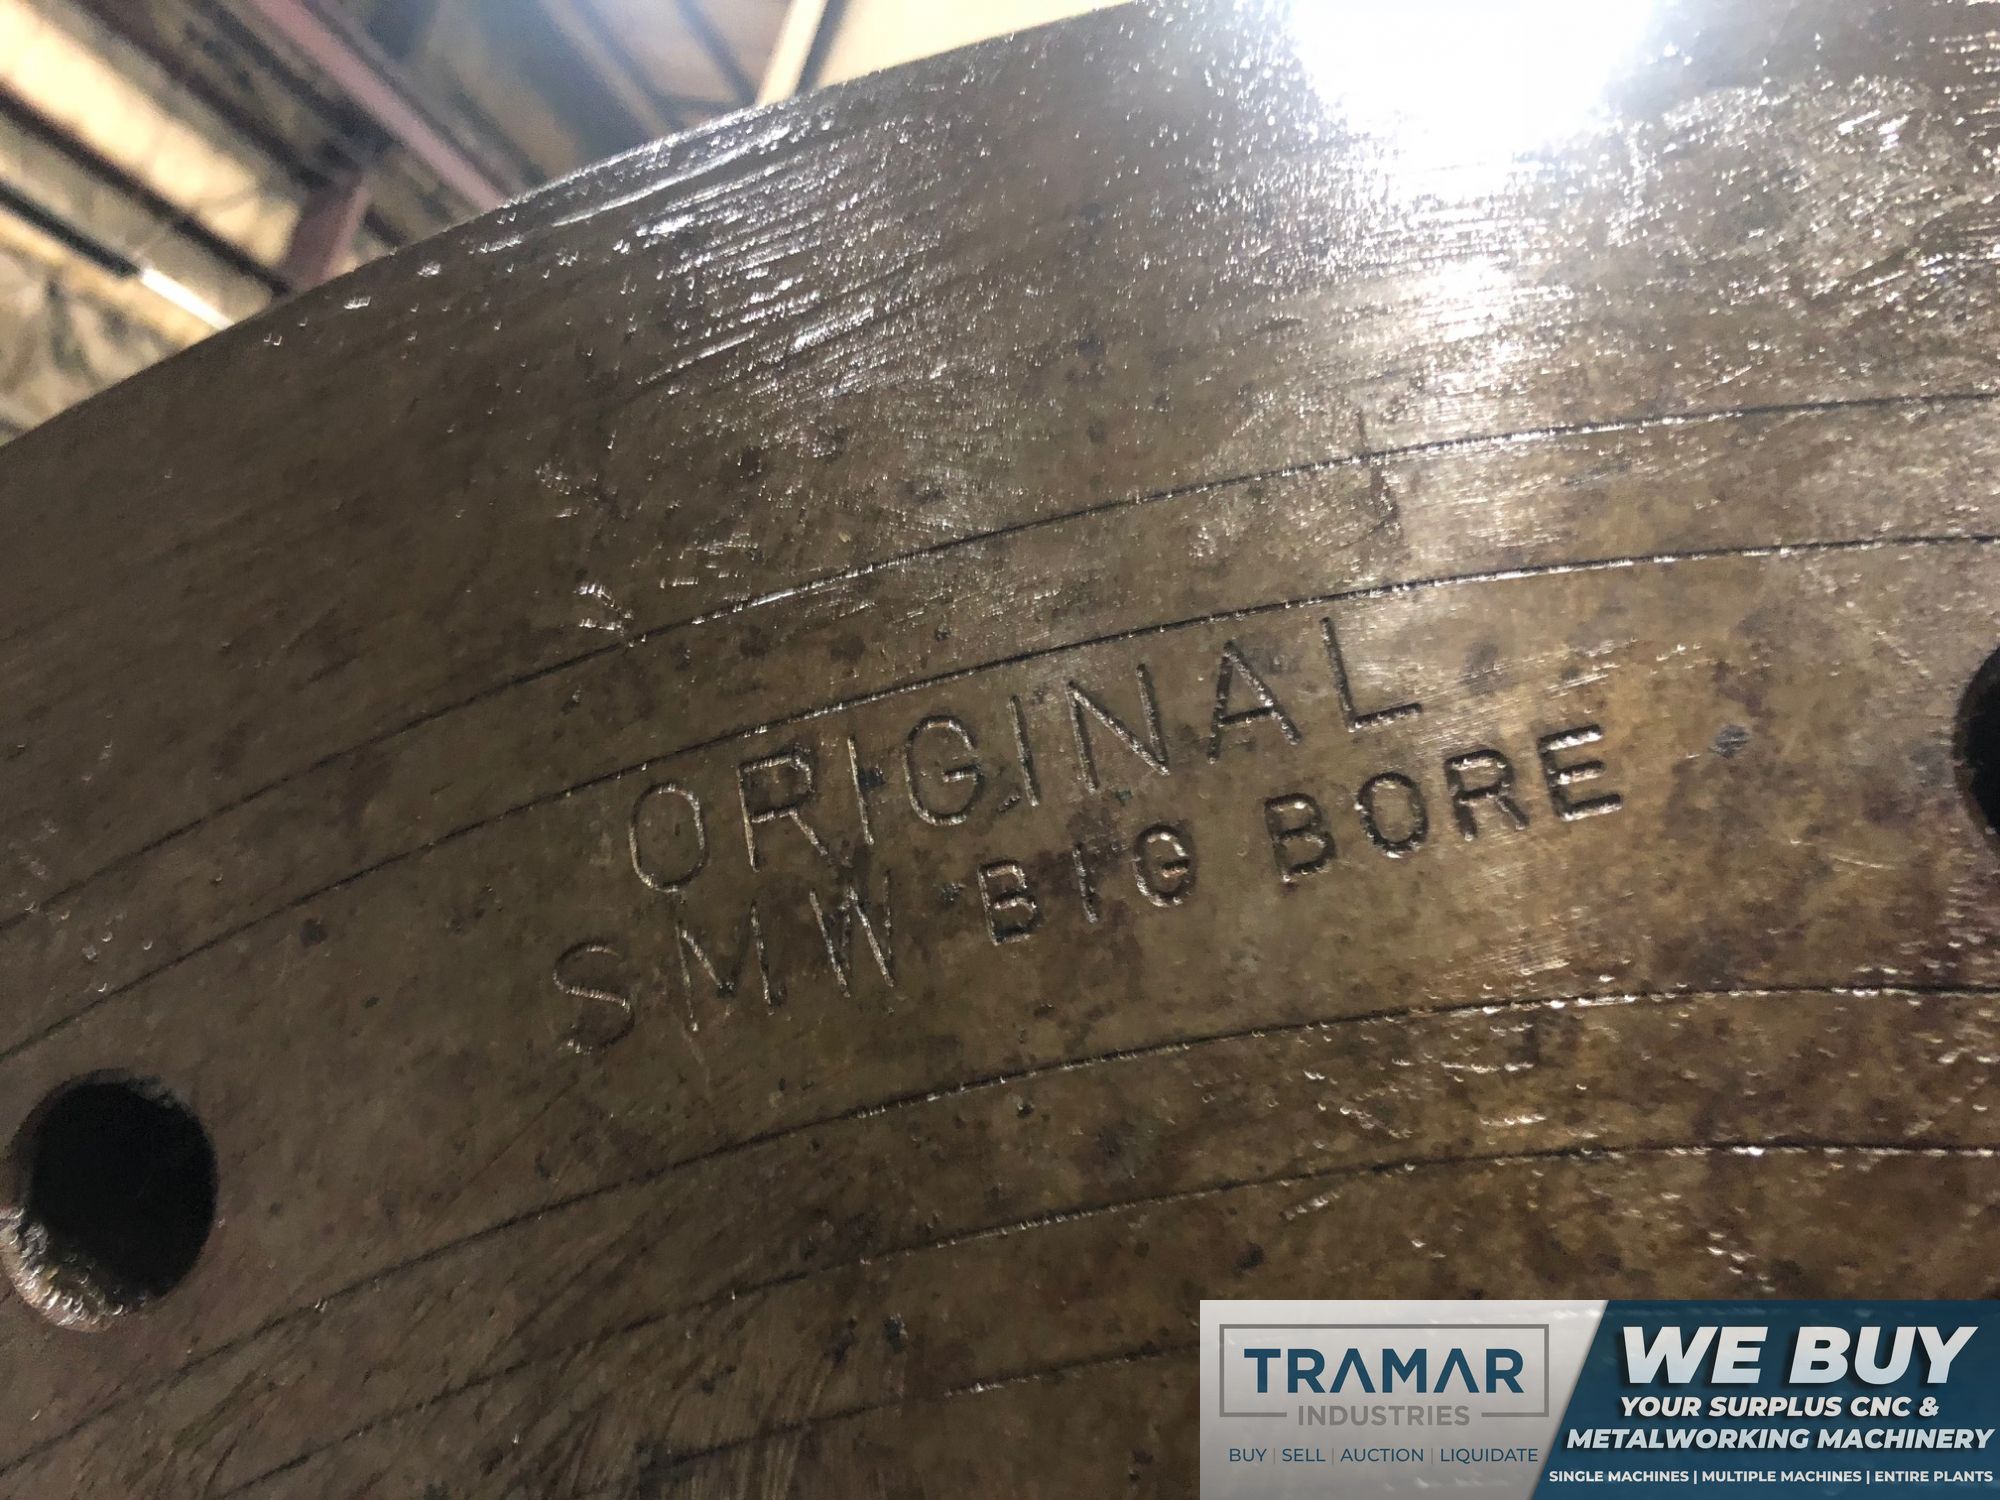 ORIGINAL
SMW BIG BORE
TRAMAR
INDUSTRIES
BUY | SELL | AUCTION | LIQUIDATE
WE BUY
YOUR SURPLUS CNC &
METALWORKING MACHINERY
SINGLE MACHINES | MULTIPLE MACHINES | ENTIRE PLANTS